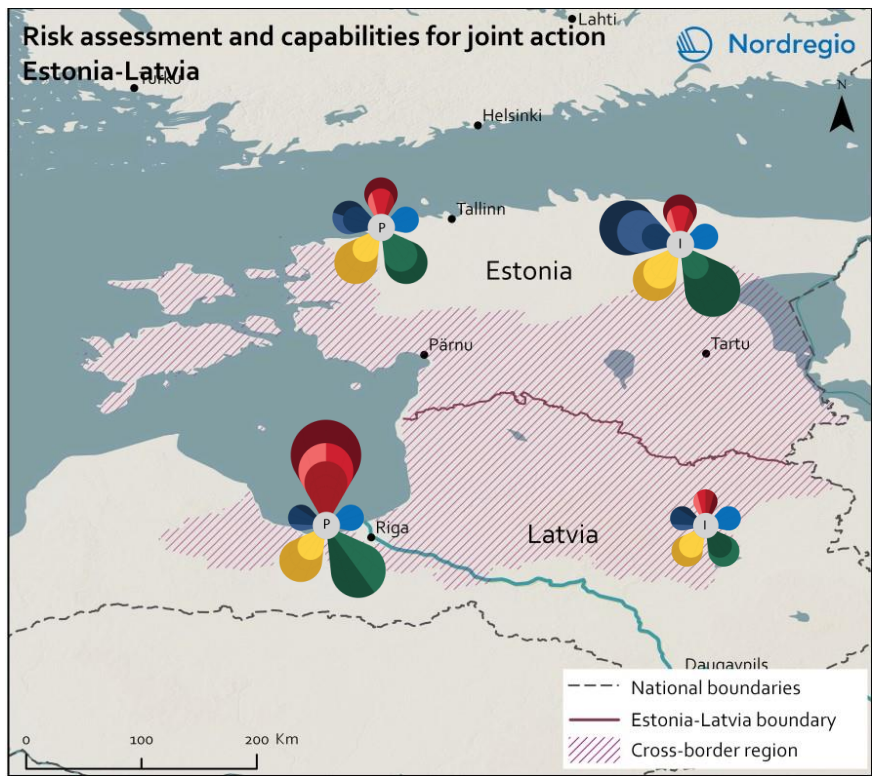 Risk assessment and capabilities for joint action
Estonia-Latvia
Nordregio
Lahti
Turku
N
Helsinki
Tallinn
P
I
Estonia
Pärnu
Tartu
P
Riga
I
Latvia
Daugavpils
National boundaries
Estonia-Latvia boundary
Cross-border region
0 100 200 Km